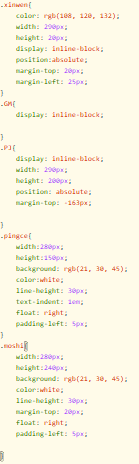 .xinwen{
color: rgb(108, 120, 132);
width: 290px;
height: 20px;
display: inline-block;
position:absolute;
margin-top: 20px;
margin-left: 25px;
}
.GM{
display: inline-block;
}
.PJ{
display: inline-block;
width: 290px;
height: 200px;
position: absolute;
margin-top: -163px;
}
.pingce{
width:280px;
height:150px;
background: rgb(21, 30, 45);
color:white;
line-height: 30px;
text-indent: 1em;
float: right;
padding-left: 5px;
}
.moshi{
width:280px;
height:240px;
background: rgb(21, 30, 45);
color:white;
line-height: 30px;
margin-top: 20px;
float: right;
padding-left: 5px;
}